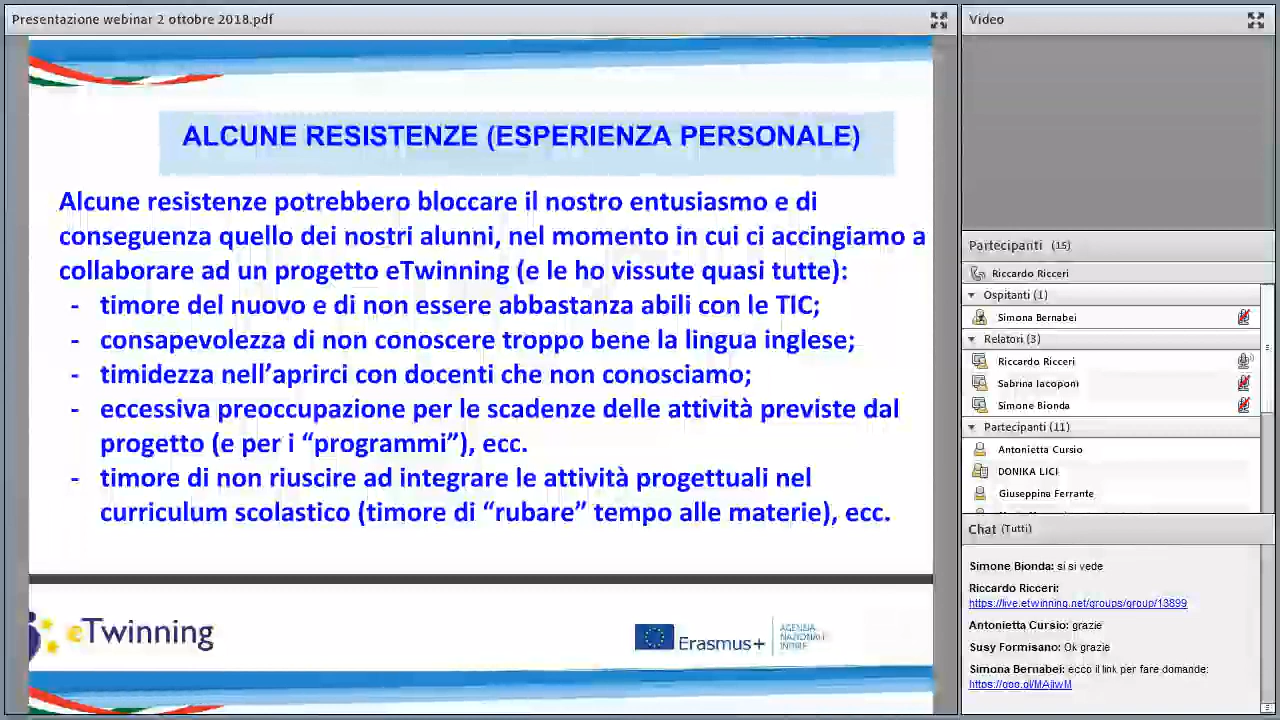 Presentazione webinar 2 ottobre 2018.pdf
ALCUNE RESISTENZE (ESPERIENZA PERSONALE)
Alcune resistenze potrebbero bloccare il nostro entusiasmo e di
conseguenza quello dei nostri alunni, nel momento in cui ci accingiamo a
collaborare ad un progetto eTwinning (e le ho vissute quasi tutte):
- timore del nuovo e di non essere abbastanza abili con le TIC;
- consapevolezza di non conoscere troppo bene la lingua inglese;
- timidezza nell’aprirci con docenti che non conosciamo;
- eccessiva preoccupazione per le scadenze delle attività previste dal
progetto (e per i “programmi”), ecc.
- timore di non riuscire ad integrare le attività progettuali nel
curriculum scolastico (timore di “rubare” tempo alle materie), ecc.
eTwinning
Erasmus+
AGENZIA
NAZIONALE
INDIRE
Video
Partecipanti (15)
Riccardo Ricceri
Ospitanti (1)
Simona Bernabei
Relatori (3)
Riccardo Ricceri
Sabrina Iacoponi
Simone Bionda
Partecipanti (11)
Antonietta Cursio
DONIKA LICI
Giuseppina Ferrante
Chat (Tutti)
Simone Bionda: si si vede
Riccardo Ricceri:
https://live.etwinning.net/groups/group/13899
Antonietta Cursio: grazie
Susy Formisano: Ok grazie
Simona Bernabei: ecco il link per fare domande: